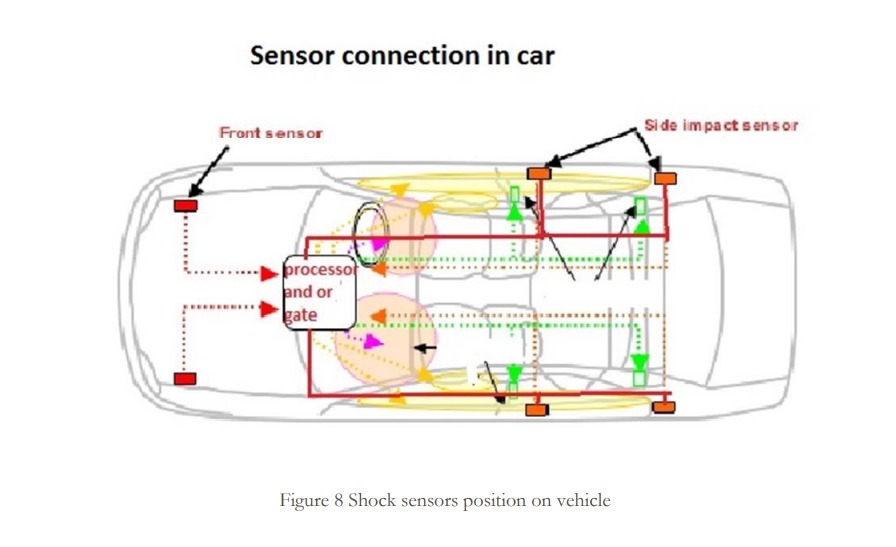 Sensor connection in car
Front sensor
Side impact sensor
processor
and or
gate
Figure 8 Shock sensors position on vehicle